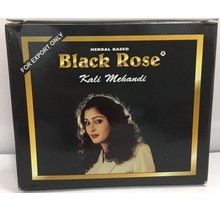 FOR EXPORT ONLY
HERBAL BASED
Black Rose®
Kali Mehandi